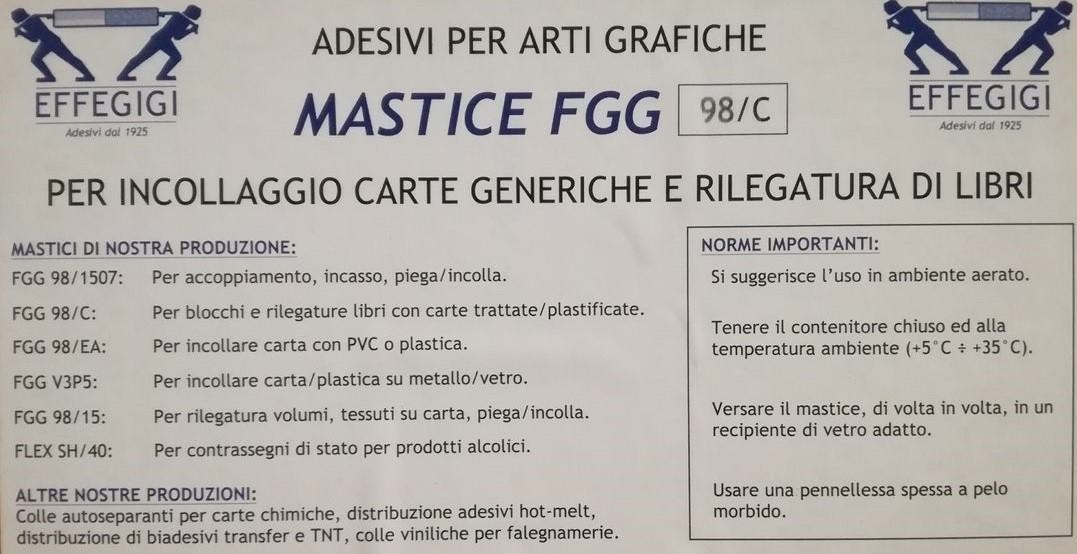 EFFEGIGI
Adesivi dal 1925
ADESIVI PER ARTI GRAFICHE
MASTICE FGG 98/C
EFFEGIGI
Adesivi dal 1925
PER INCOLLAGGIO CARTE GENERICHE E RILEGATURA DI LIBRI
MASTICI DI NOSTRA PRODUZIONE:
FGG 98/1507: Per accoppiamento, incasso, piega/incolla.
FGG 98/C: Per blocchi e rilegature libri con carte trattate/plastificate.
FGG 98/EA: Per incollare carta con PVC o plastica.
FGG V3P5: Per incollare carta/plastica su metallo/vetro.
FGG 98/15: Per rilegatura volumi, tessuti su carta, piega/incolla.
FLEX SH/40: Per contrassegni di stato per prodotti alcolici.
ALTRE NOSTRE PRODUZIONI:
Colle autoseparanti per carte chimiche, distribuzione adesivi hot-melt,
distribuzione di biadesivi transfer e TNT, colle viniliche per falegnamerie.
NORME IMPORTANTI:
Si suggerisce l'uso in ambiente aerato.
Tenere il contenitore chiuso ed alla
temperatura ambiente (+5°C ÷ +35°C).
Versare il mastice, di volta in volta, in un
recipiente di vetro adatto.
Usare una pennellessa spessa a pelo
morbido.